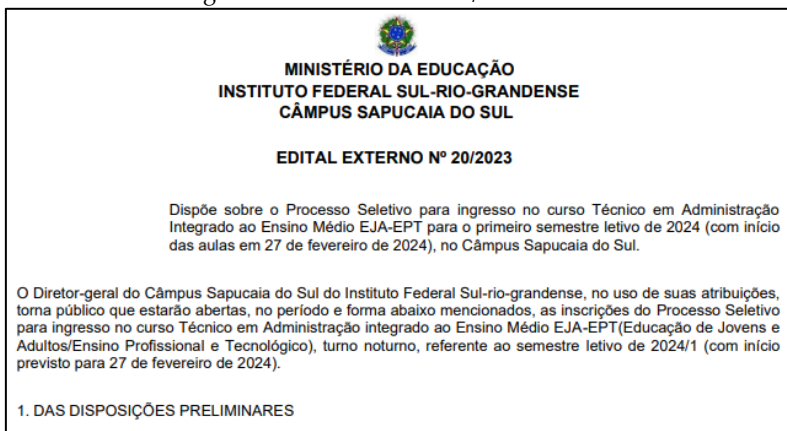 MINISTÉRIO DA EDUCAÇÃO
INSTITUTO FEDERAL SUL-RIO-GRANDENSE
CÂMPUS SAPUCAIA DO SUL
EDITAL EXTERNO Nº 20/2023
Dispõe sobre o Processo Seletivo para ingresso no curso Técnico em Administração
Integrado ao Ensino Médio EJA-EPT para o primeiro semestre letivo de 2024 (com início
das aulas em 27 de fevereiro de 2024), no Câmpus Sapucaia do Sul.
O Diretor-geral do Câmpus Sapucaia do Sul do Instituto Federal Sul-rio-grandense, no uso de suas atribuições,
torna público que estarão abertas, no período e forma abaixo mencionados, as inscrições do Processo Seletivo
para ingresso no curso Técnico em Administração integrado ao Ensino Médio EJA-EPT(Educação de Jovens e
Adultos/Ensino Profissional e Tecnológico), turno noturno, referente ao semestre letivo de 2024/1 (com início
previsto para 27 de fevereiro de 2024).
1. DAS DISPOSIÇÕES PRELIMINARES